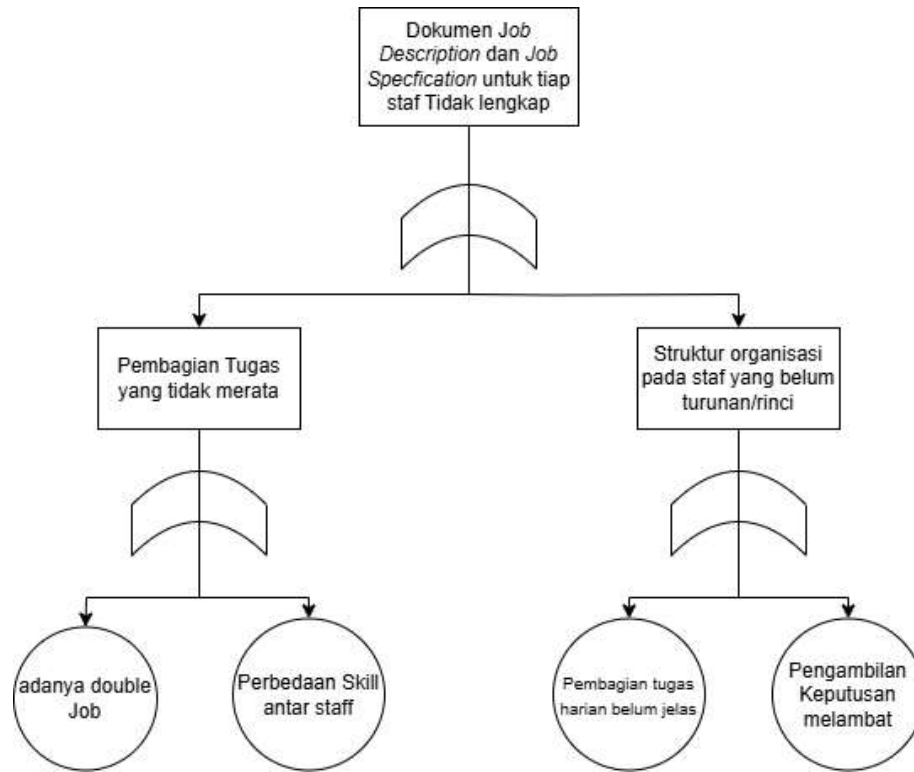 Dokumen Job
Description dan Job
Specfication untuk tiap
staf Tidak lengkap
Pembagian Tugas
yang tidak merata
Struktur organisasi
pada staf yang belum
turunan/rinci
adanya double
Job
Perbedaan Skill
antar staff
Pembagian tugas
harian belum jelas
Pengambilan
Keputusan
melambat